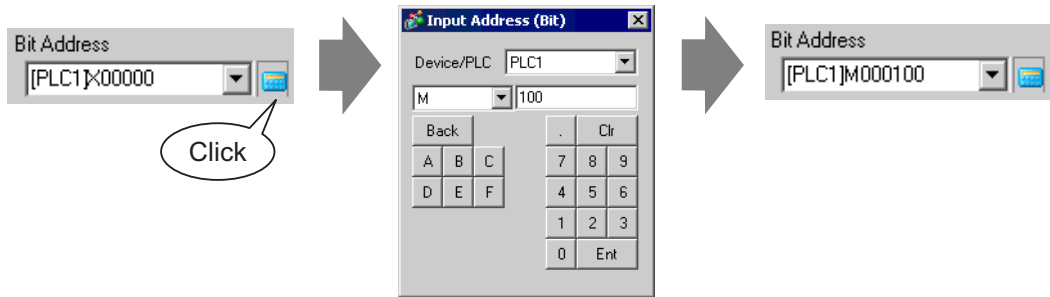 Bit Address
[PLC1]X00000
Click
Input Address (Bit)
Device/PLC PLC1
M 100
Back . Clr
A B C 7 8 9
D E F 4 5 6
1 2 3
0 Ent
Bit Address
[PLC1]M000100